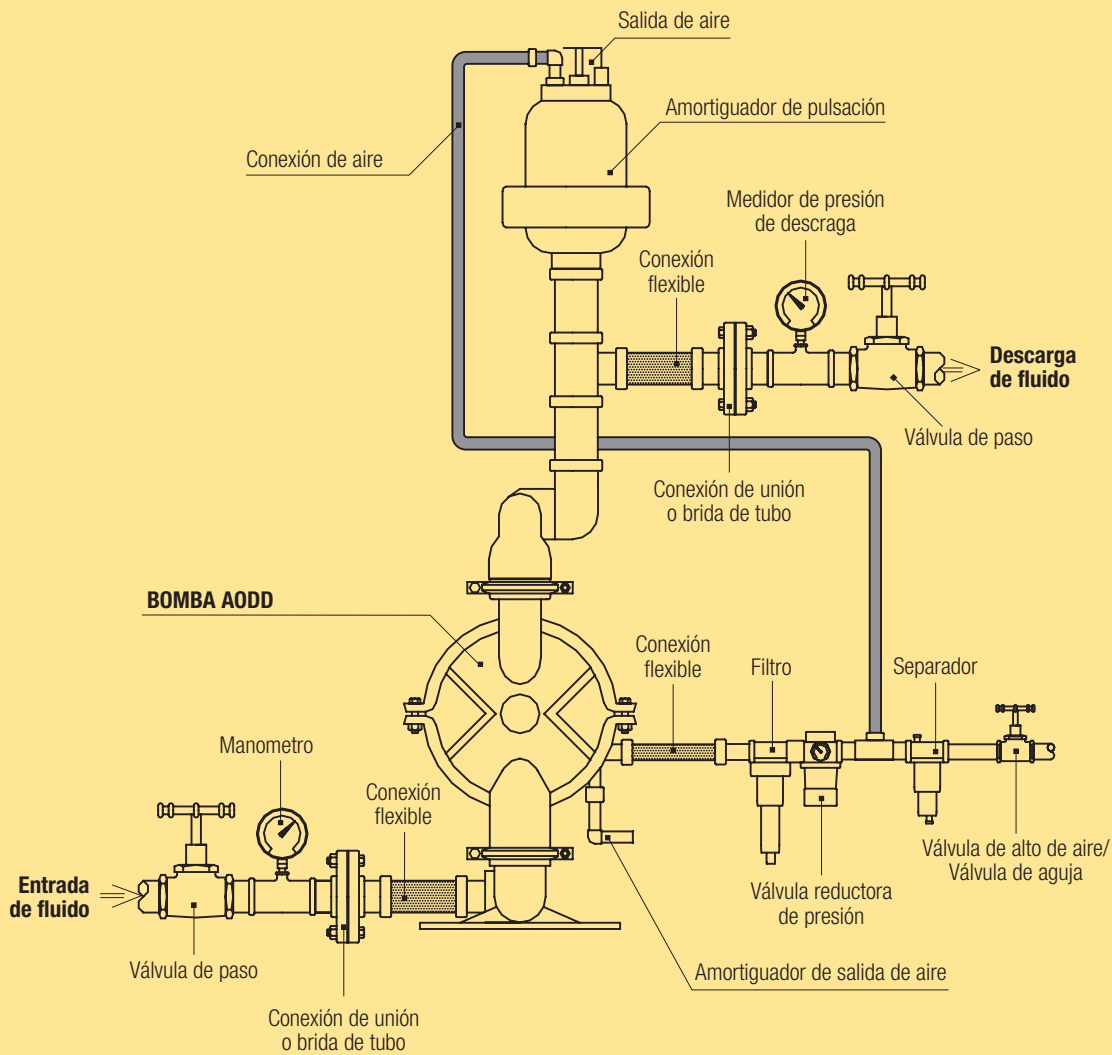 Salida de aire
Amortiguador de pulsación
Conexión de aire
Medidor de presión
de descraga
Conexión
flexible
Descarga
de fluido
Válvula de paso
Conexión de unión
o brida de tubo
BOMBA AODD
Conexión
flexible
Filtro
Separador
Manometro
Conexión
flexible
Entrada
de fluido
Válvula de alto de aire/
Válvula de aguja
Válvula reductora
de presión
Válvula de paso
Amortiguador de salida de aire
Conexión de unión
o brida de tubo